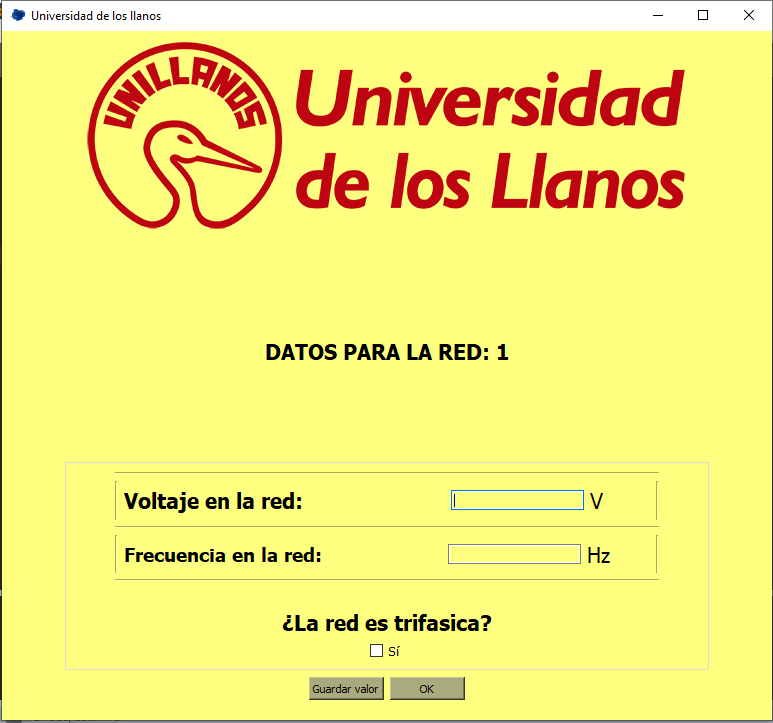 Universidad de los llanos
UNILLANOS
Universidad
de los Llanos
DATOS PARA LA RED: 1
Voltaje en la red:
V
Frecuencia en la red:
Hz
¿La red es trifasica?
Sí
Guardar valor
OK